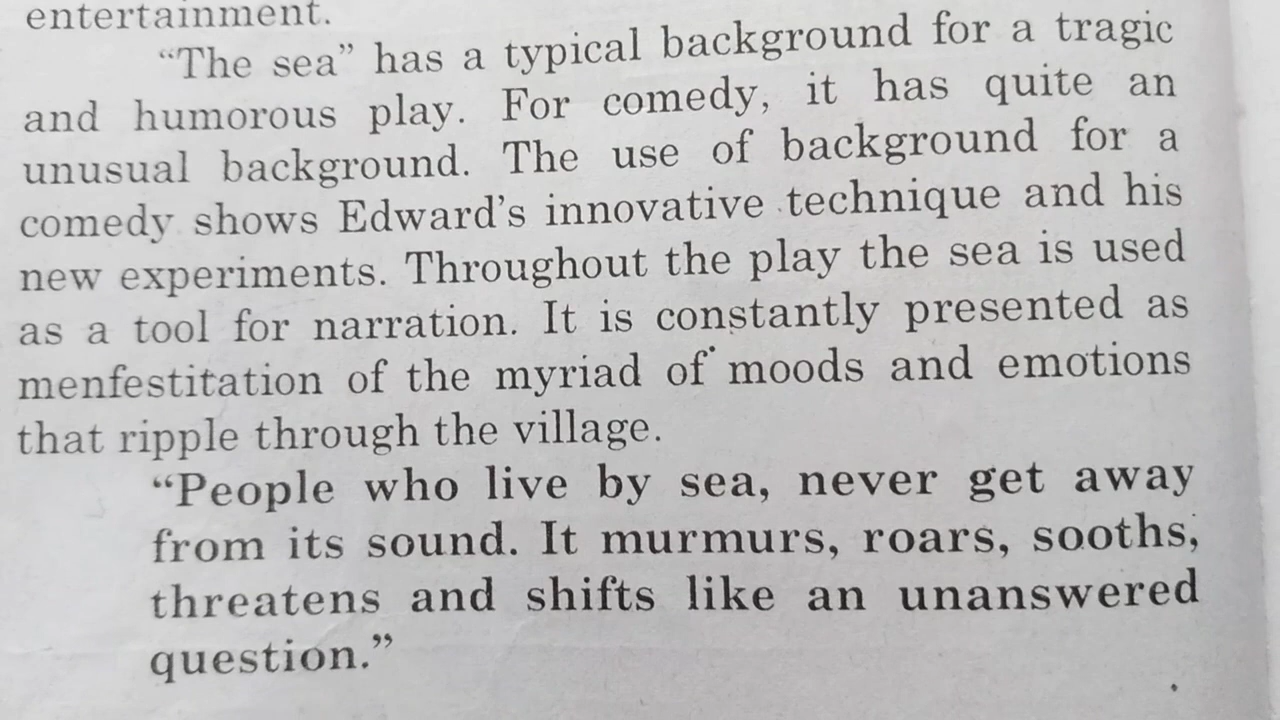 entertainment.
“The sea” has a typical background for a tragic
and humorous play. For comedy, it has quite an
unusual background. The use of background for a
comedy shows Edward’s innovative technique and his
new experiments. Throughout the play the sea is used
as a tool for narration. It is constantly presented as
menfestitation of the myriad of moods and emotions
that ripple through the village.
“People who live by sea, never get away
from its sound. It murmurs, roars, sooths,
threatens and shifts like an unanswered
question.”